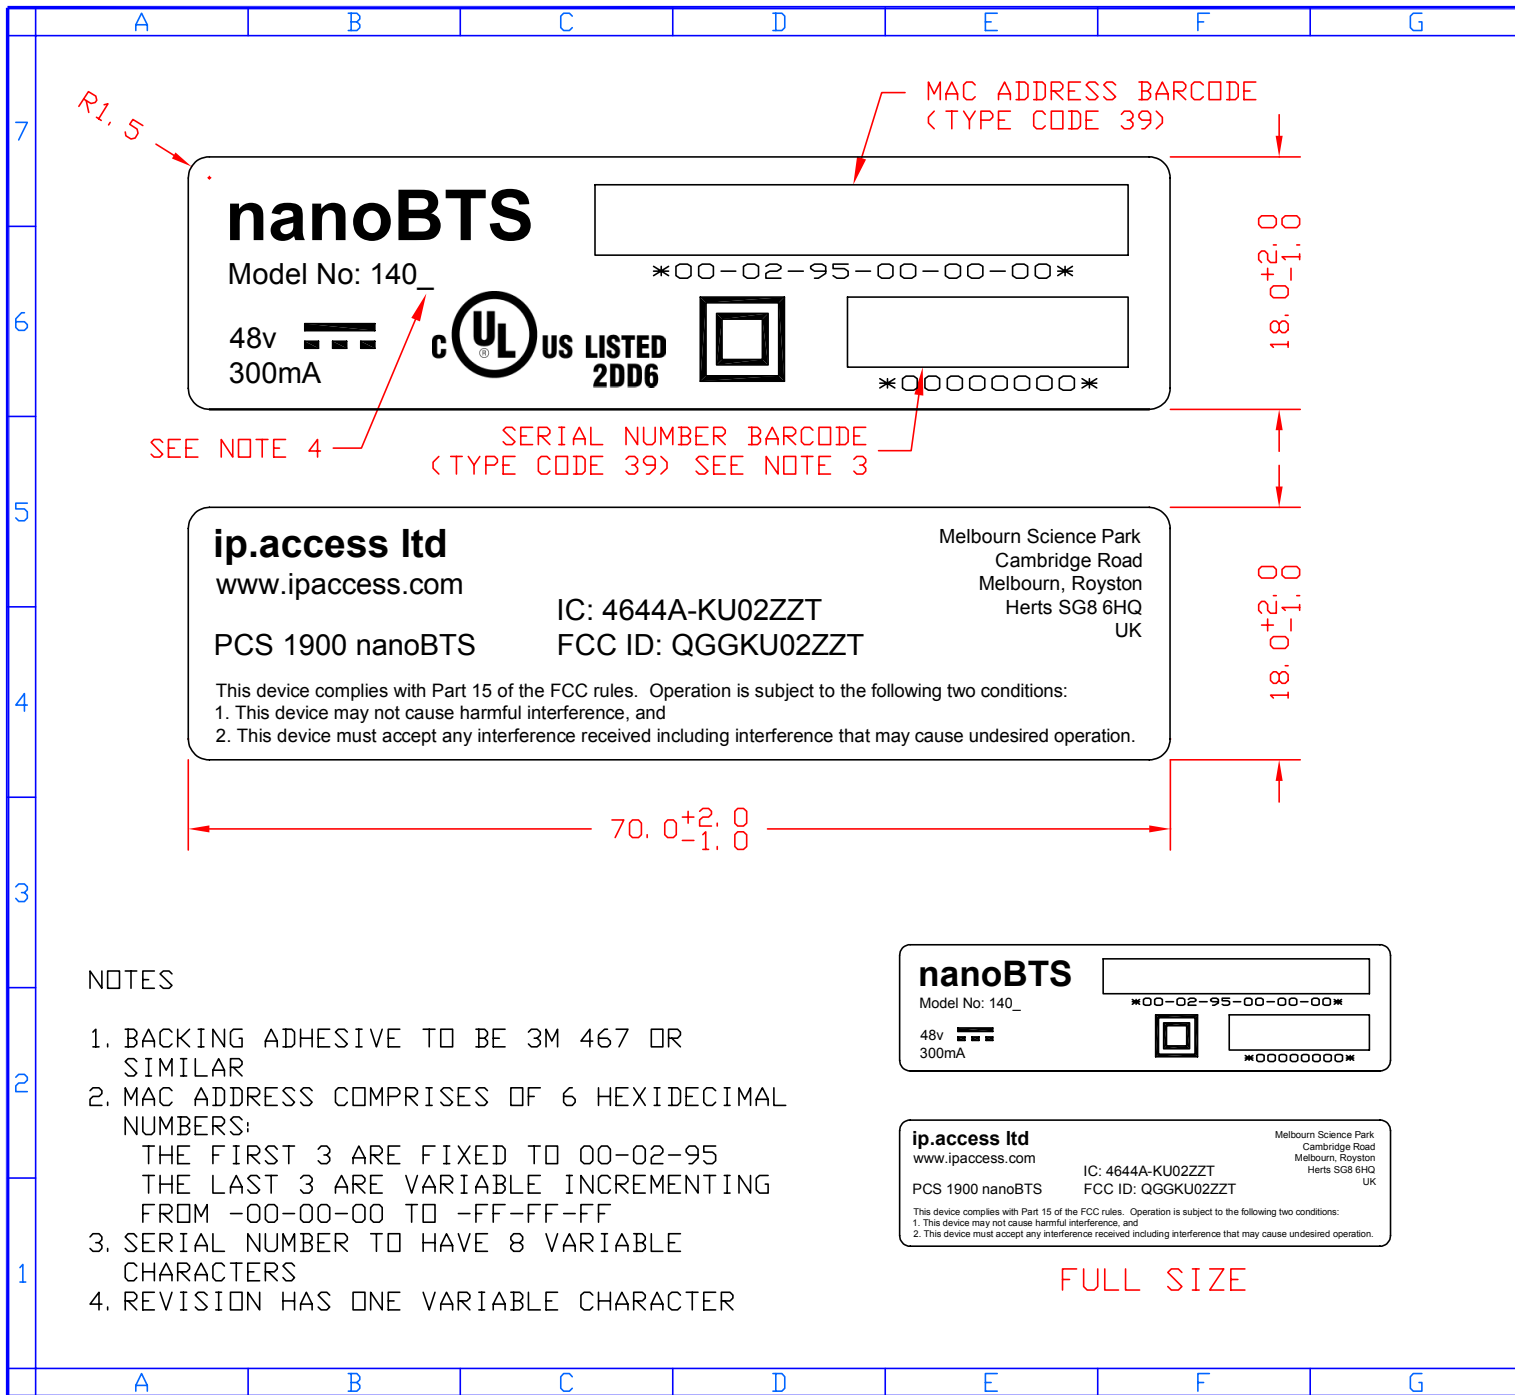 A B C D E F G
7
6
5
4
3
2
1
R1.5
MAC ADDRESS BARCODE
(TYPE CODE 39)
nanoBTS
Model No: 140_
*00-02-95-00-00-00*
48v
300mA
C UL ® US LISTED
2DD6
*00000000*
18.0+2.0
-1.0
SEE NOTE 4
SERIAL NUMBER BARCODE
(TYPE CODE 39) SEE NOTE 3
ip.access ltd
www.ipaccess.com
PCS 1900 nanoBTS
IC: 4644A-KU02ZZT
FCC ID: QGGKU02ZZT
Melbourn Science Park
Cambridge Road
Melbourn, Royston
Herts SG8 6HQ
UK
This device complies with Part 15 of the FCC rules. Operation is subject to the following two conditions:
1. This device may not cause harmful interference, and
2. This device must accept any interference received including interference that may cause undesired operation.
18.0+2.0
-1.0
70.0+2.0
-1.0
NOTES
1. BACKING ADHESIVE TO BE 3M 467 OR
SIMILAR
2. MAC ADDRESS COMPRISES OF 6 HEXIDECIMAL
NUMBERS:
THE FIRST 3 ARE FIXED TO 00-02-95
THE LAST 3 ARE VARIABLE INCREMENTING
FROM -00-00-00 TO -FF-FF-FF
3. SERIAL NUMBER TO HAVE 8 VARIABLE
CHARACTERS
4. REVISION HAS ONE VARIABLE CHARACTER
nanoBTS
Model No: 140_
*00-02-95-00-00-00*
48v
300mA
*00000000*
ip.access ltd
www.ipaccess.com
PCS 1900 nanoBTS
IC: 4644A-KU02ZZT
FCC ID: QGGKU02ZZT
Melbourn Science Park
Cambridge Road
Melbourn, Royston
Herts SG8 6HQ
UK
This device complies with Part 15 of the FCC rules. Operation is subject to the following two conditions:
1. This device may not cause harmful interference, and
2. This device must accept any interference received including interference that may cause undesired operation.
FULL SIZE
A B C D E F G